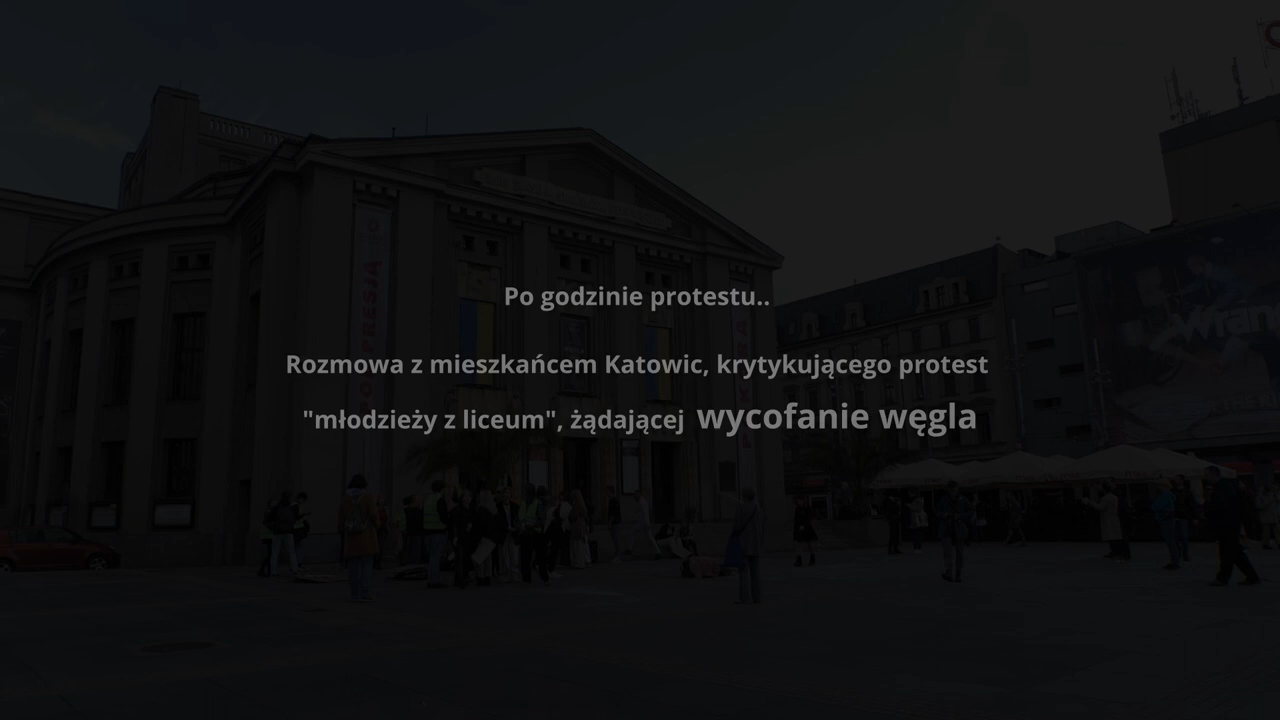 Po godzinie protestu..
Rozmowa z mieszkańcem Katowic, krytykującego protest
"młodzieży z liceum", żądającej wycofanie węgla